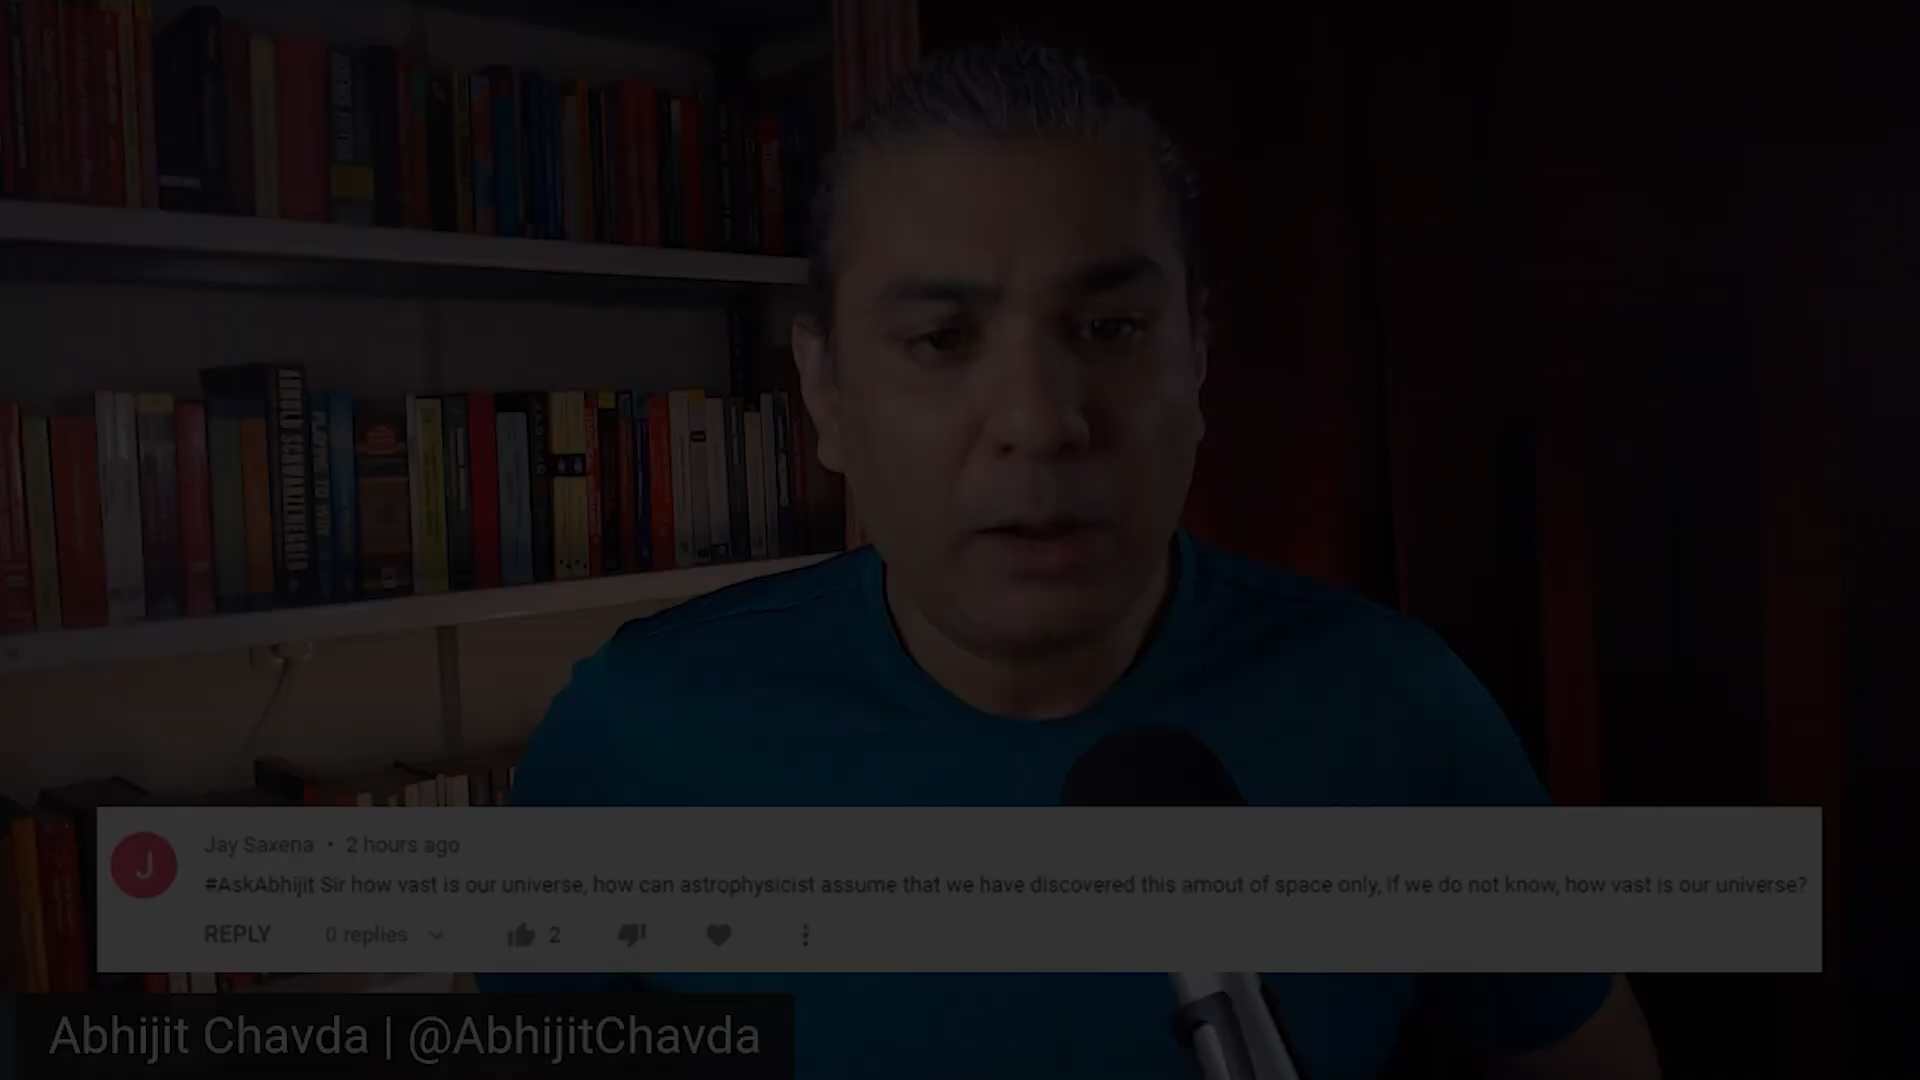 J
Jay Saxena • 2 hours ago
#AskAbhijit Sir how vast is our universe, how can astrophysicist assume that we have discovered this amout of space only, if we do not know, how vast is our universe?
REPLY 0 replies 2
Abhijit Chavda | @AbhijitChavda